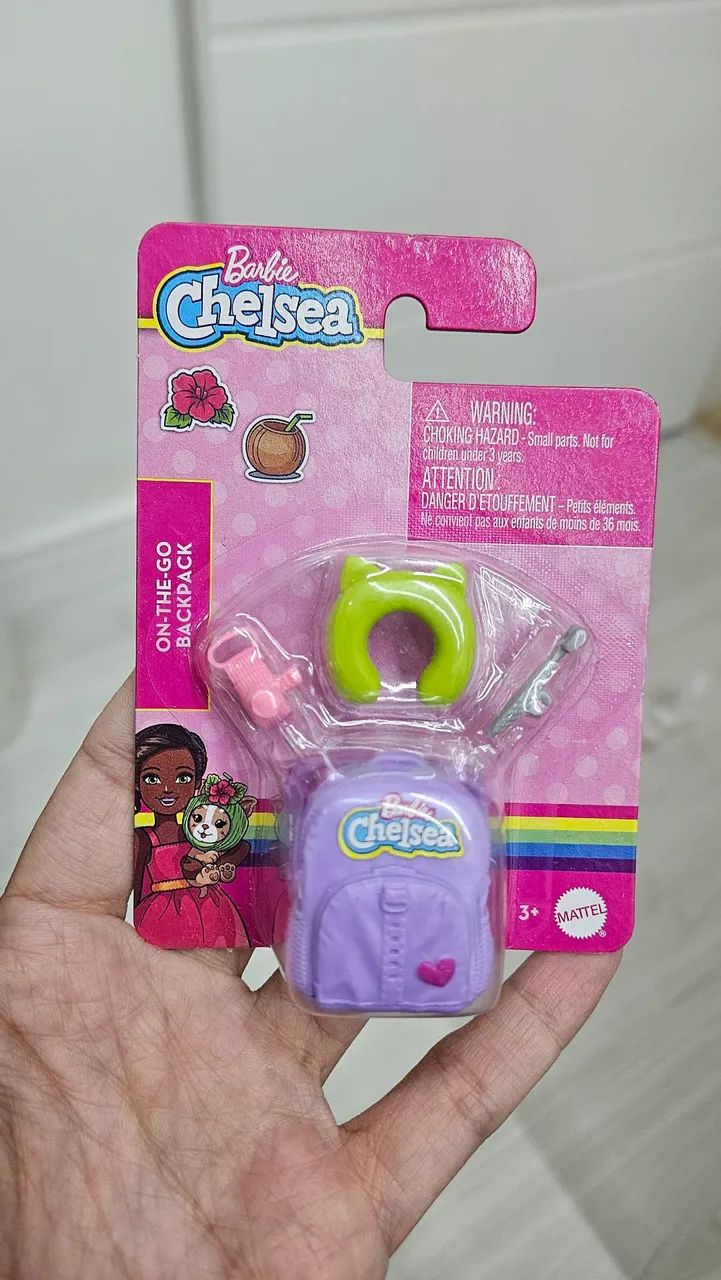 Barbie
Chelsea
WARNING:
CHOKING HAZARD - Small parts. Not for
children under 3 years.
ATTENTION
DANGER D'ETOUFFEMENT – Petits éléments.
Ne convient pas aux enfants de moins de 36 mois.
ON-THE-GO
BACKPACK
Barbie
Chelsea
3+
MATTEL
®